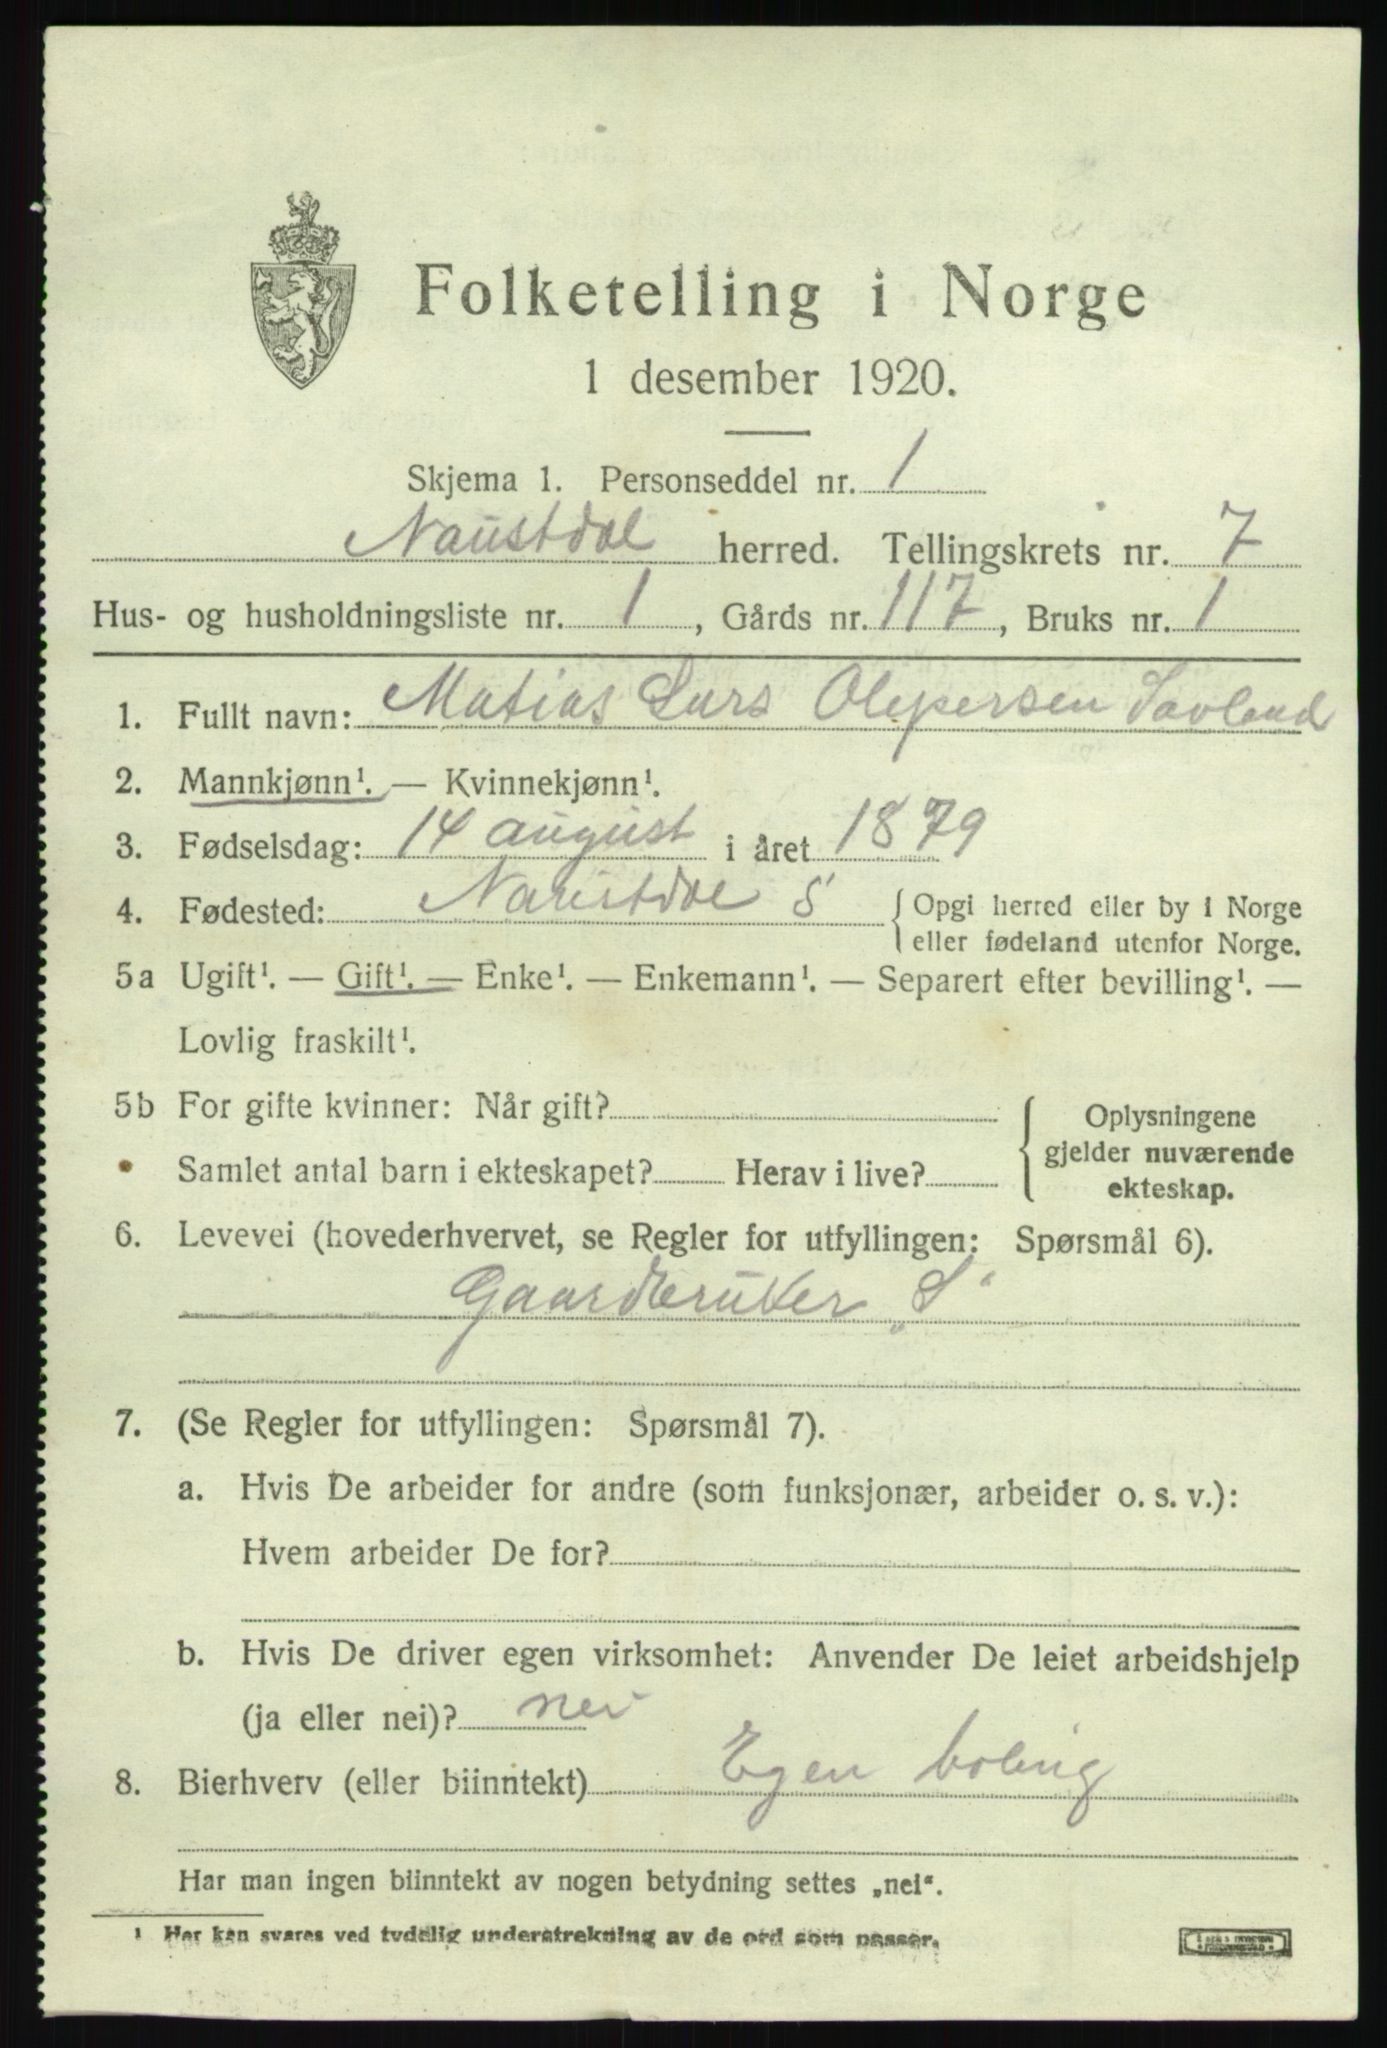 Folketelling i Norge
1 desember 1920.
Skjema 1. Personseddel nr. 1
Naustdal herred. Tellingskrets nr. 7
Hus- og husholdningsliste nr. 1, Gårds nr. 117, Bruks nr. 1
1. Fullt navn: Matias Lars Olepersen Savland
2. Mannkjønn¹. — Kvinnekjønn¹.
3. Fødselsdag: 14 august i året 1879
4. Fødested: Naustdal S { Opgi herred eller by i Norge
eller fødeland utenfor Norge.
5a Ugift¹. — Gift¹. — Enke¹. — Enkemann¹. — Separert efter bevilling¹. —
Lovlig fraskilt¹.
5b For gifte kvinner: Når gift?
Samlet antal barn i ekteskapet? Herav i live?
Oplysningene
gjelder nuværende
ekteskap.
6. Levevei (hovederhvervet, se Regler for utfyllingen: Spørsmål 6).
Gaardbruker „S“
7. (Se Regler for utfyllingen: Spørsmål 7).
a. Hvis De arbeider for andre (som funksjonær, arbeider o. s. v.):
Hvem arbeider De for?
b. Hvis De driver egen virksomhet: Anvender De leiet arbeidshjelp
(ja eller nei)? nei
8. Bierhverv (eller biinntekt) Egen bolig
Har man ingen biinntekt av nogen betydning settes „nei“.
¹ Her kan svares ved tydelig understrekning av de ord som passer.